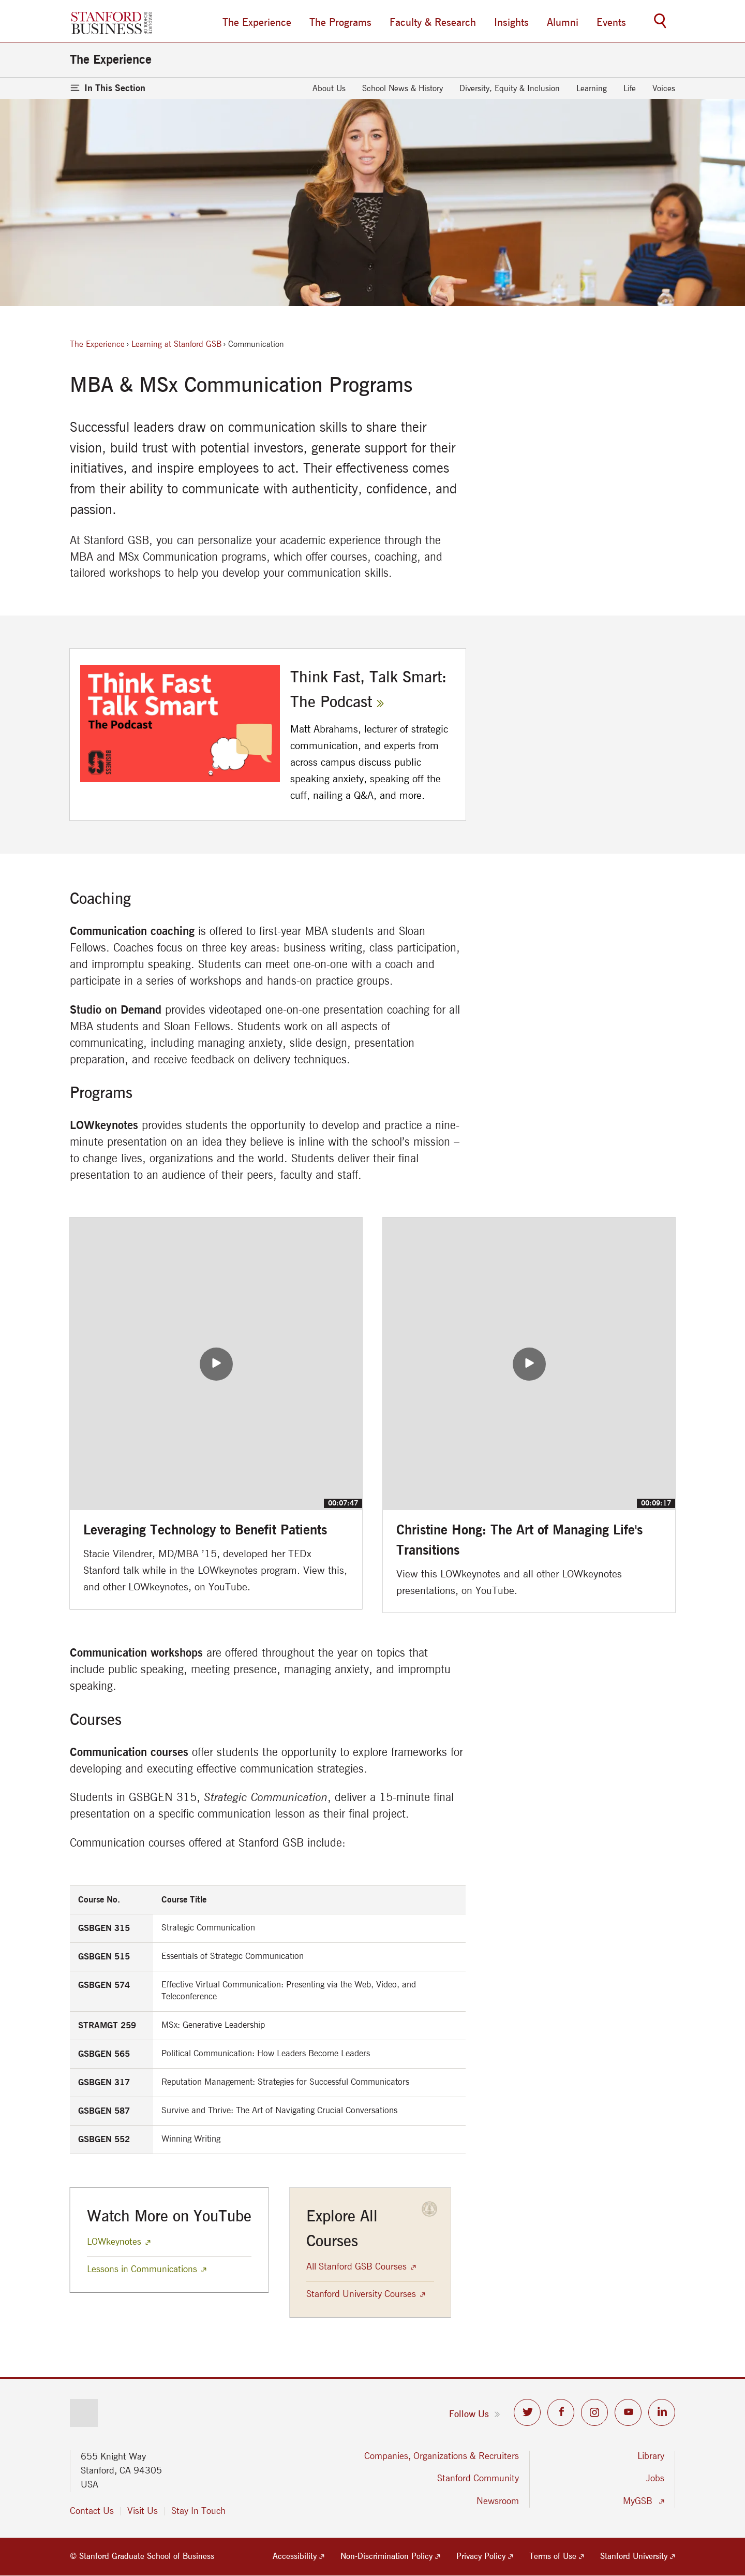 STANFORD
BUSINESS
GRADUATE
SCHOOL OF
The Experience
The Programs
Faculty & Research
Insights
Alumni
Events
The Experience
In This Section
About Us
School News & History
Diversity, Equity & Inclusion
Learning
Life
Voices
The Experience › Learning at Stanford GSB › Communication
MBA & MSx Communication Programs
Successful leaders draw on communication skills to share their
vision, build trust with potential investors, generate support for their
initiatives, and inspire employees to act. Their effectiveness comes
from their ability to communicate with authenticity, confidence, and
passion.
At Stanford GSB, you can personalize your academic experience through the
MBA and MSx Communication programs, which offer courses, coaching, and
tailored workshops to help you develop your communication skills.
Think Fast
Talk Smart
The Podcast
S BUSINESS
Think Fast, Talk Smart:
The Podcast »
Matt Abrahams, lecturer of strategic
communication, and experts from
across campus discuss public
speaking anxiety, speaking off the
cuff, nailing a Q&A, and more.
Coaching
Communication coaching is offered to first-year MBA students and Sloan
Fellows. Coaches focus on three key areas: business writing, class participation,
and impromptu speaking. Students can meet one-on-one with a coach and
participate in a series of workshops and hands-on practice groups.
Studio on Demand provides videotaped one-on-one presentation coaching for all
MBA students and Sloan Fellows. Students work on all aspects of
communicating, including managing anxiety, slide design, presentation
preparation, and receive feedback on delivery techniques.
Programs
LOWkeynotes provides students the opportunity to develop and practice a nine-
minute presentation on an idea they believe is inline with the school's mission –
to change lives, organizations and the world. Students deliver their final
presentation to an audience of their peers, faculty and staff.
00:07:47
Leveraging Technology to Benefit Patients
Stacie Vilendrer, MD/MBA '15, developed her TEDx
Stanford talk while in the LOWkeynotes program. View this,
and other LOWkeynotes, on YouTube.
00:09:17
Christine Hong: The Art of Managing Life's
Transitions
View this LOWkeynotes and all other LOWkeynotes
presentations, on YouTube.
Communication workshops are offered throughout the year on topics that
include public speaking, meeting presence, managing anxiety, and impromptu
speaking.
Courses
Communication courses offer students the opportunity to explore frameworks for
developing and executing effective communication strategies.
Students in GSBGEN 315, Strategic Communication, deliver a 15-minute final
presentation on a specific communication lesson as their final project.
Communication courses offered at Stanford GSB include:
Course No. Course Title
GSBGEN 315 Strategic Communication
GSBGEN 515 Essentials of Strategic Communication
GSBGEN 574 Effective Virtual Communication: Presenting via the Web, Video, and
Teleconference
STRAMGT 259 MSx: Generative Leadership
GSBGEN 565 Political Communication: How Leaders Become Leaders
GSBGEN 317 Reputation Management: Strategies for Successful Communicators
GSBGEN 587 Survive and Thrive: The Art of Navigating Crucial Conversations
GSBGEN 552 Winning Writing
Watch More on YouTube
LOWkeynotes
Lessons in Communications
Explore All
Courses
All Stanford GSB Courses
Stanford University Courses
Follow Us »
655 Knight Way
Stanford, CA 94305
USA
Contact Us
Visit Us
Stay In Touch
Companies, Organizations & Recruiters
Stanford Community
Newsroom
Library
Jobs
MyGSB
© Stanford Graduate School of Business
Accessibility
Non-Discrimination Policy
Privacy Policy
Terms of Use
Stanford University